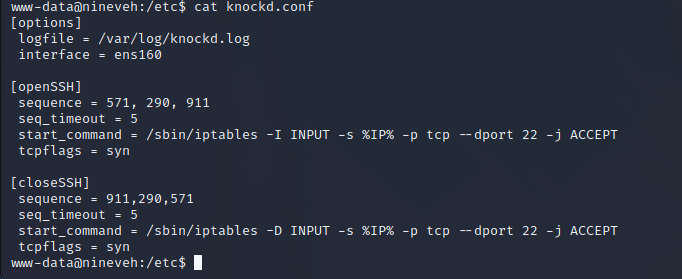 www-data@nineveh:/etc$ cat knockd.conf
[options]
logfile = /var/log/knockd.log
interface = ens160
[openSSH]
sequence = 571, 290, 911
seq_timeout = 5
start_command = /sbin/iptables -I INPUT -s %IP% -p tcp --dport 22 -j ACCEPT
tcpflags = syn
[closeSSH]
sequence = 911,290,571
seq_timeout = 5
start_command = /sbin/iptables -D INPUT -s %IP% -p tcp --dport 22 -j ACCEPT
tcpflags = syn
www-data@nineveh:/etc$